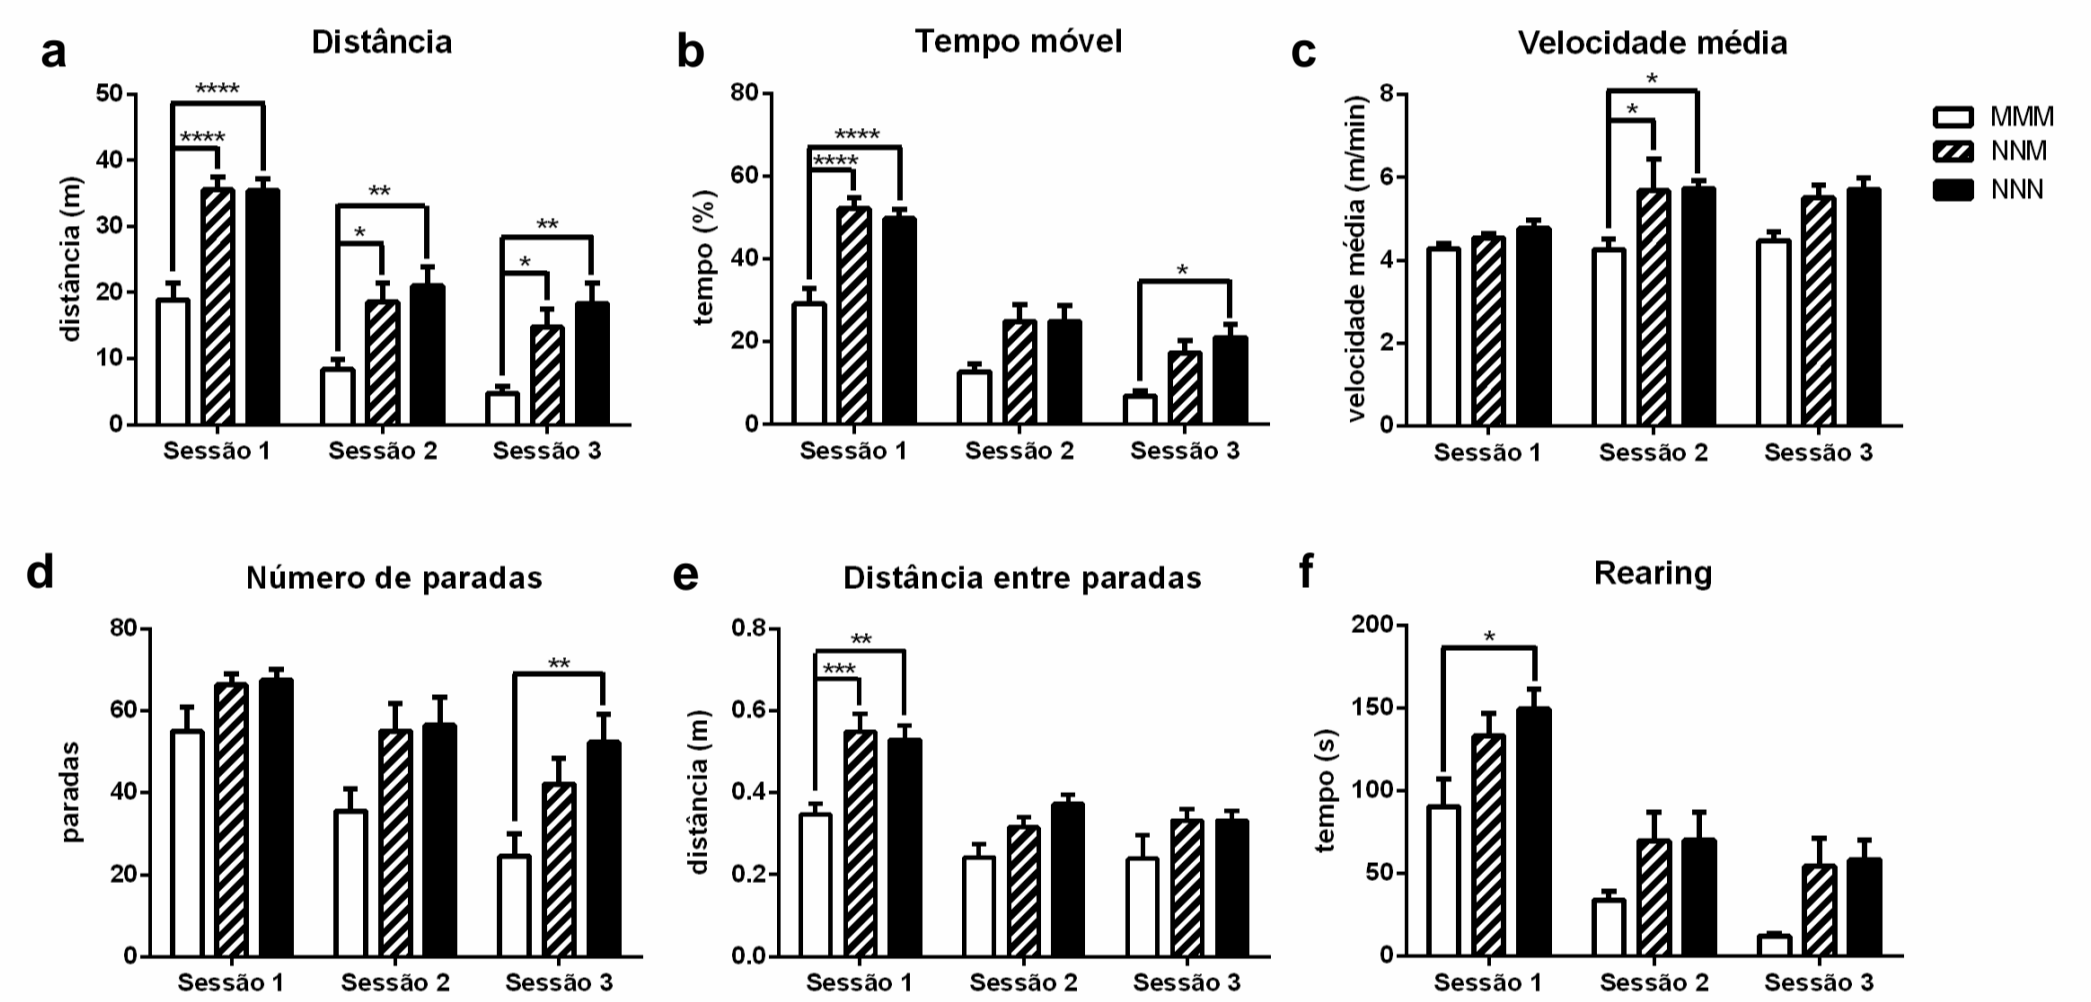 a
Distância
distância (m)
50
40
30
20
10
0
****
****
**
*
**
*
Sessão 1
Sessão 2
Sessão 3
b
Tempo móvel
tempo (%)
80
60
40
20
0
****
****
*
Sessão 1
Sessão 2
Sessão 3
c
Velocidade média
velocidade média (m/min)
8
6
4
2
0
*
*
Sessão 1
Sessão 2
Sessão 3
MMM
NNM
NNN
d
Número de paradas
paradas
80
60
40
20
0
**
Sessão 1
Sessão 2
Sessão 3
e
Distância entre paradas
distância (m)
0.8
0.6
0.4
0.2
0.0
**
***
Sessão 1
Sessão 2
Sessão 3
f
Rearing
tempo (s)
200
150
100
50
0
*
Sessão 1
Sessão 2
Sessão 3